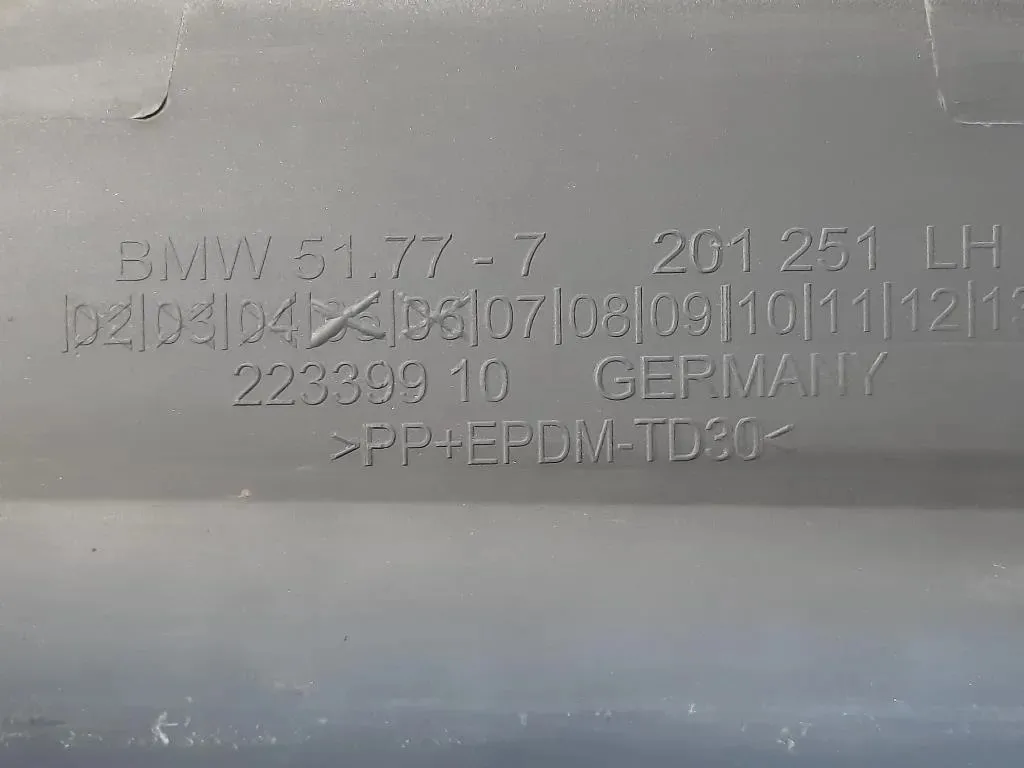 BMW 51.77 - 7 201 251 LH
|02|03|04|05|06|07|08|09|10|11|12|13
223399 10 GERMANY
>PP+EPDM-TD30<